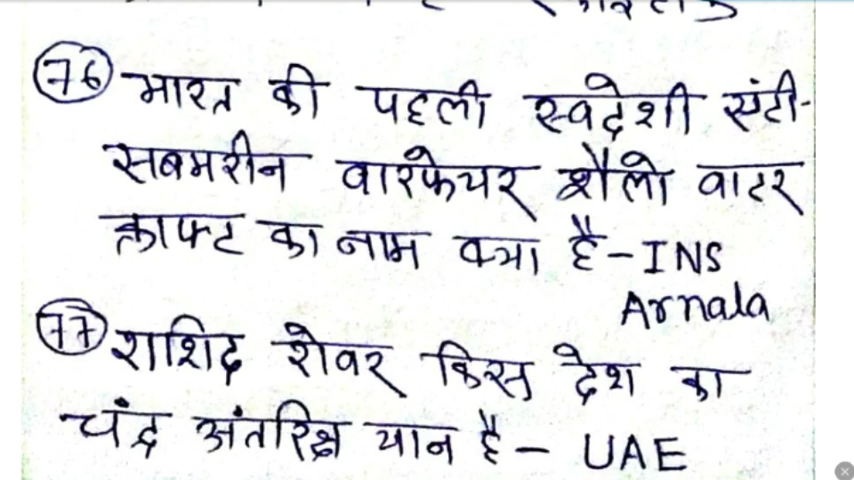 76 भारत की पहली स्वदेशी एंटी-
सबमरीन वारफेयर शैलो वाटर
क्राफ्ट का नाम क्या है - INS
Arnala
77 राशिद रोवर किस देश का
चंद्र अंतरिक्ष यान है - UAE